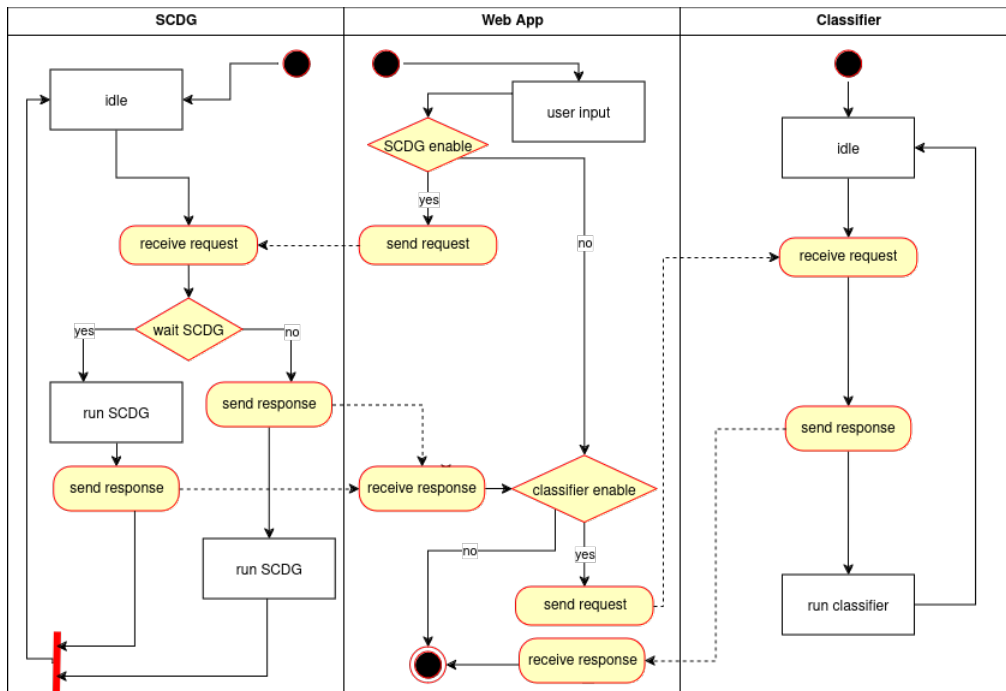 SCDG
Web App
Classifier
idle
user input
SCDG enable
idle
yes
no
receive request
send request
receive request
wait SCDG
yes
no
run SCDG
send response
send response
send response
receive response
classifier enable
no
yes
run SCDG
send request
run classifier
receive response